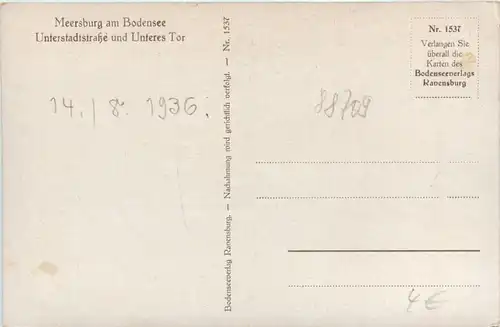 Meersburg am Bodensee
Unterstadtstraße und Unteres Tor
14./8. 1936.
Bodenseeverlag Ravensburg. — Nachahmung wird gerichtlich verfolgt. — Nr. 1537
88709
Nr. 1537
Verlangen Sie
überall die
Karten des
Bodenseeverlags
Ravensburg
4€